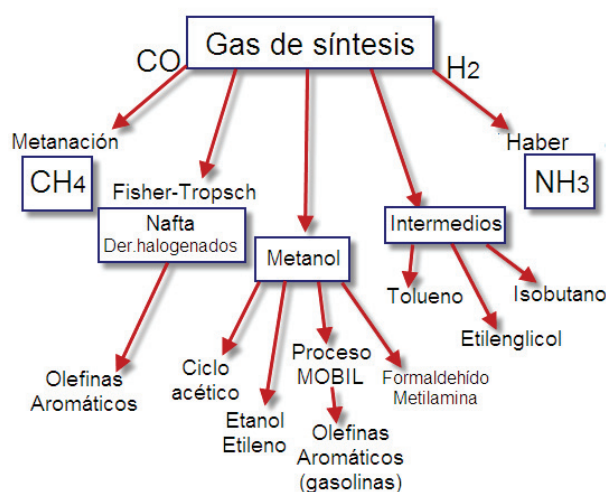 Gas de síntesis
CO
H2
Metanación
CH4
Haber
NH3
Fisher-Tropsch
Nafta
Der.halogenados
Intermedios
Metanol
Tolueno
Isobutano
Etilenglicol
Olefinas
Aromáticos
Ciclo
acético
Etanol
Etileno
Proceso
MOBIL
Olefinas
Aromáticos
(gasolinas)
Formaldehído
Metilamina